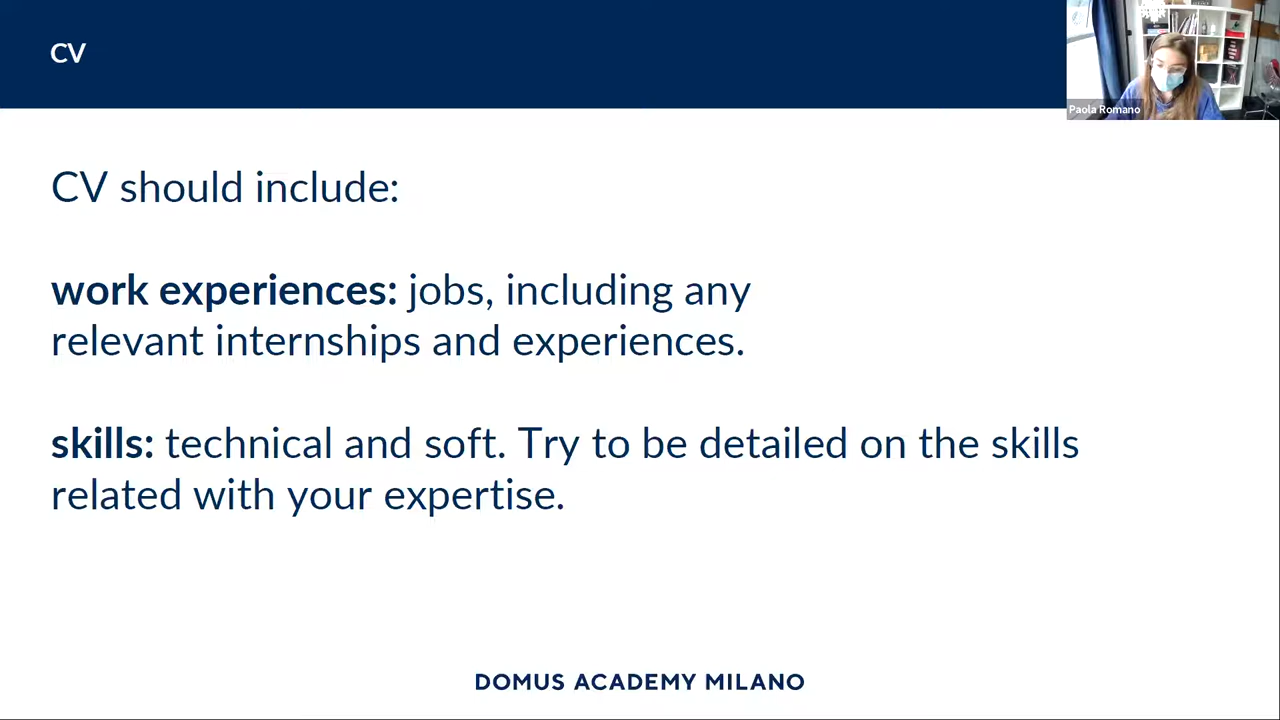 CV
Paola Romano
CV should include:
work experiences: jobs, including any
relevant internships and experiences.
skills: technical and soft. Try to be detailed on the skills
related with your expertise.
DOMUS ACADEMY MILANO